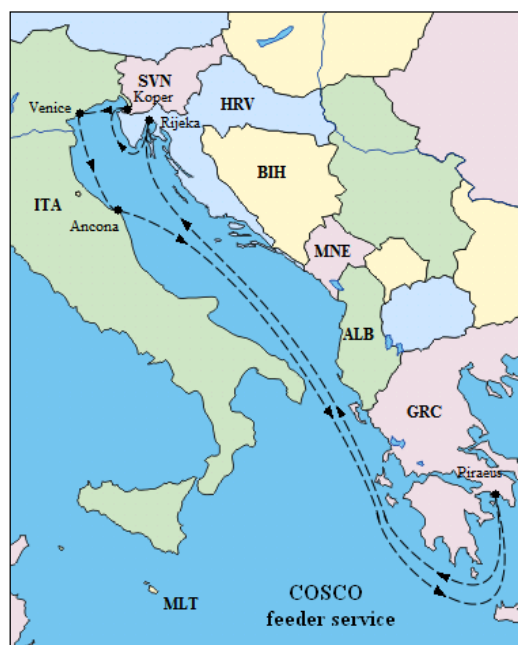 SVN
Koper
Venice
HRV
Rijeka
BIH
ITA
Ancona
MNE
ALB
GRC
Piraeus
COSCO
MLT
feeder service